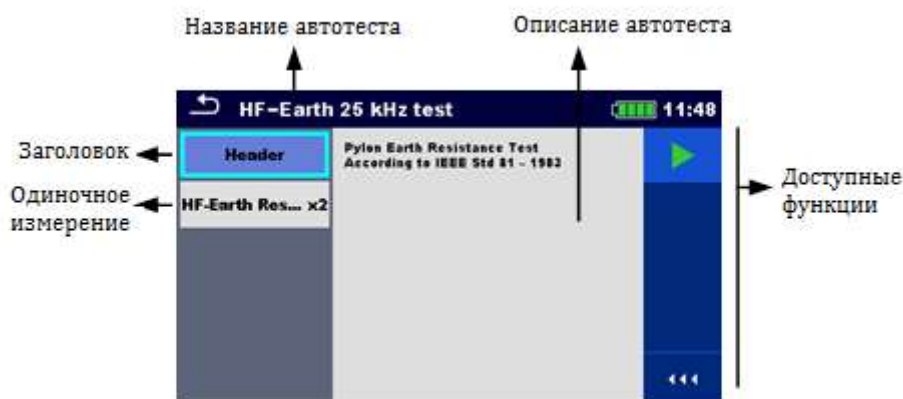 Название автотеста
Описание автотеста
HF-Earth 25 kHz test
11:48
Заголовок
Header
Pylon Earth Resistance Test
According to IEEE Std 81 - 1983
Одиночное
измерение
HF-Earth Res... x2
Доступные
функции